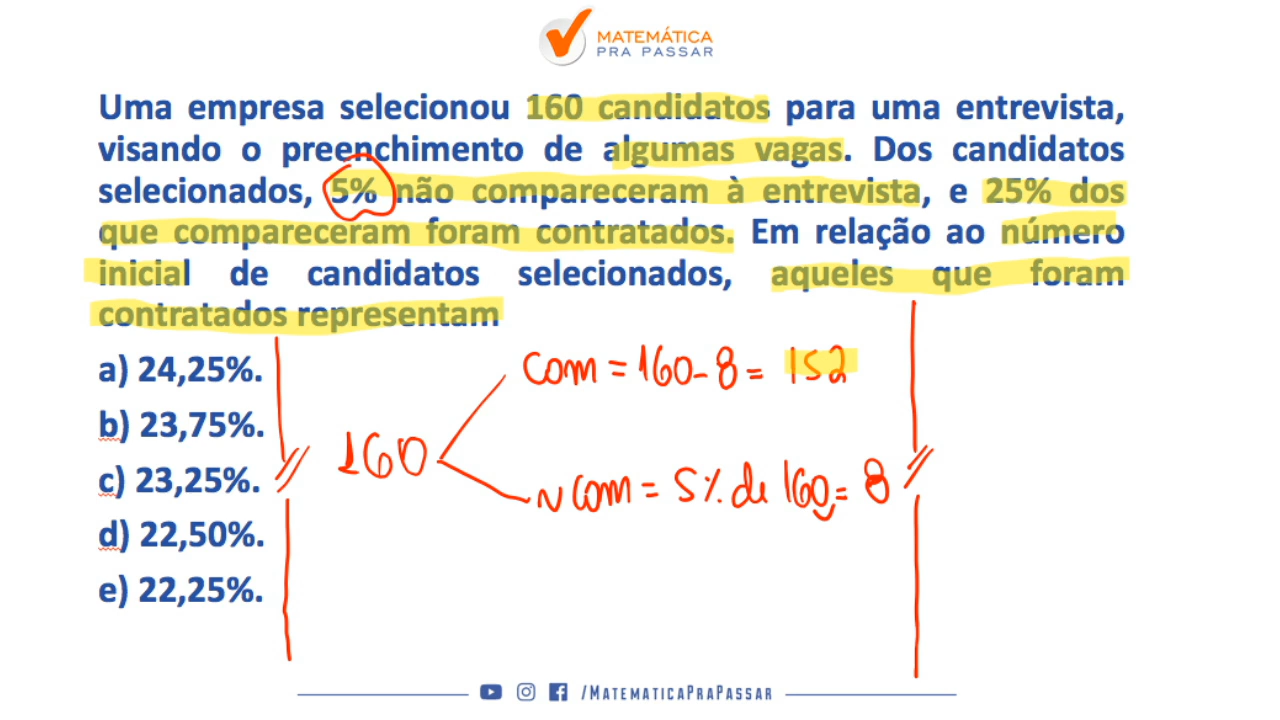 MATEMÁTICA
PRA PASSAR
Uma empresa selecionou 160 candidatos para uma entrevista,
visando o preenchimento de algumas vagas. Dos candidatos
selecionados, 5% não compareceram à entrevista, e 25% dos
que compareceram foram contratados. Em relação ao número
inicial de candidatos selecionados, aqueles que foram
contratados representam
a) 24,25%.
b) 23,75%.
c) 23,25%.
d) 22,50%.
e) 22,25%.
Com = 160 - 8 = 152
160
N Com = 5% de 160 = 8
/MATEMATICAPRAPASSAR